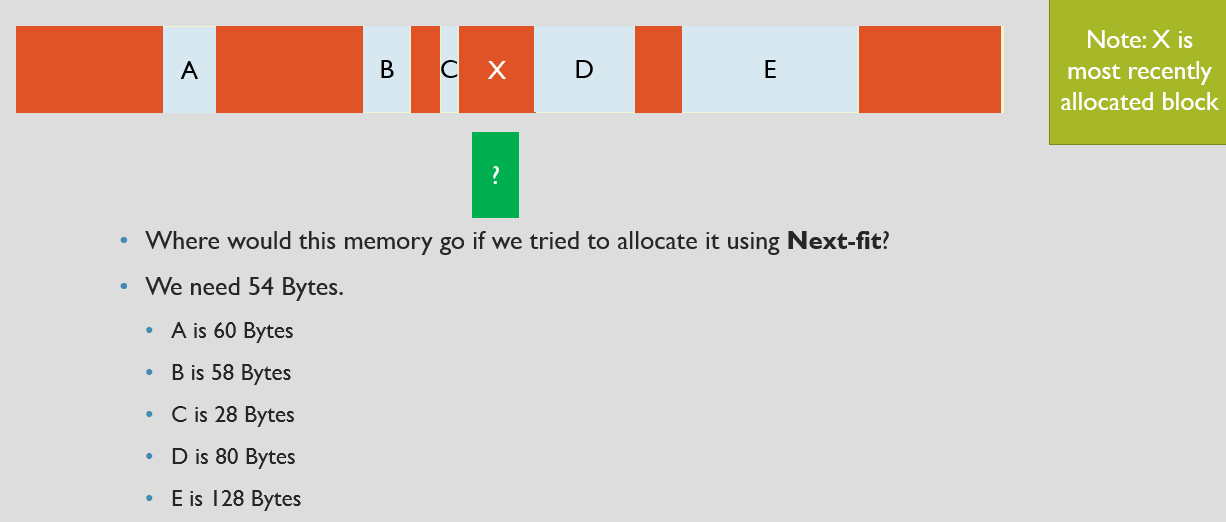 A
B
C
X
D
E
Note: X is
most recently
allocated block
?
• Where would this memory go if we tried to allocate it using Next-fit?
• We need 54 Bytes.
• A is 60 Bytes
• B is 58 Bytes
• C is 28 Bytes
• D is 80 Bytes
• E is 128 Bytes